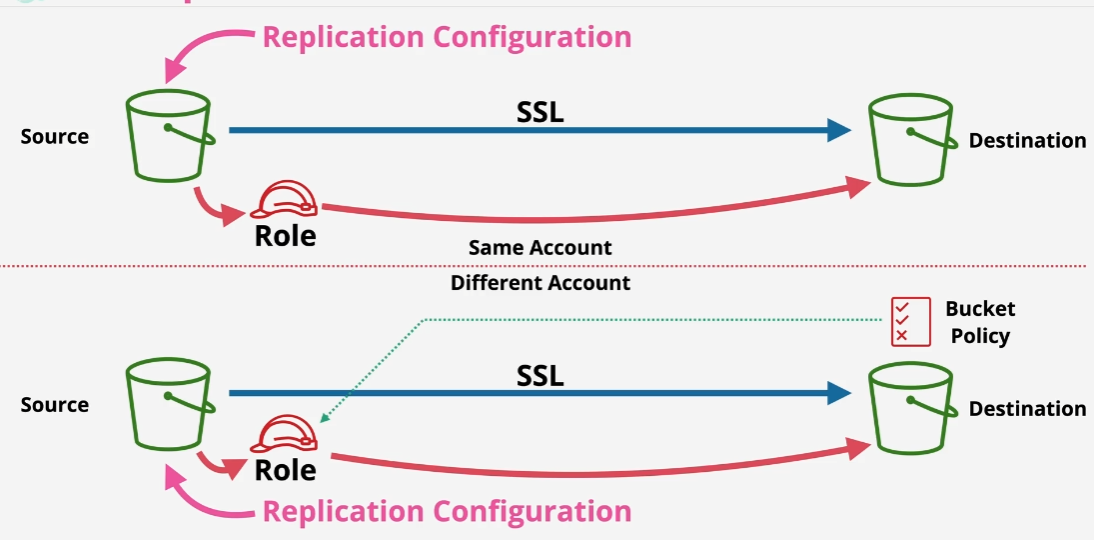 Replication Configuration
SSL
Source
Destination
Role
Same Account
Different Account
Bucket
Policy
SSL
Source
Destination
Role
Replication Configuration